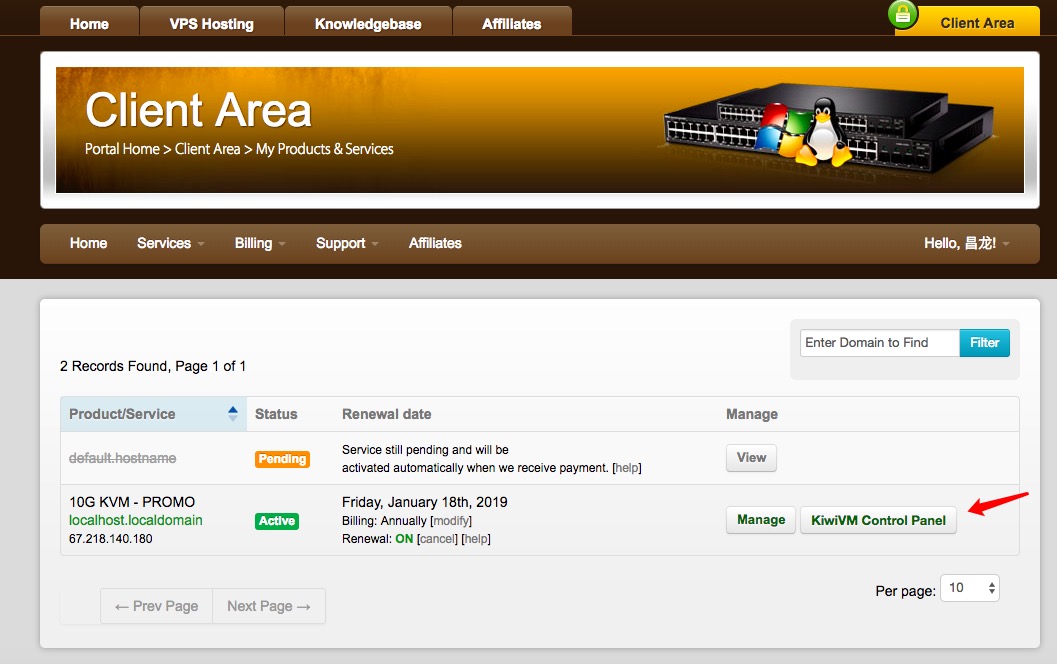 Home VPS Hosting Knowledgebase Affiliates Client Area
Client Area
Portal Home > Client Area > My Products & Services
Home Services Billing Support Affiliates Hello, 昌龙!
Enter Domain to Find Filter
2 Records Found, Page 1 of 1
Product/Service Status Renewal date Manage
default.hostname Pending Service still pending and will be
activated automatically when we receive payment. [help] View
10G KVM - PROMO
localhost.localdomain
67.218.140.180
Active
Friday, January 18th, 2019
Billing: Annually [modify]
Renewal: ON [cancel] [help]
Manage KiwiVM Control Panel
← Prev Page Next Page →
Per page: 10